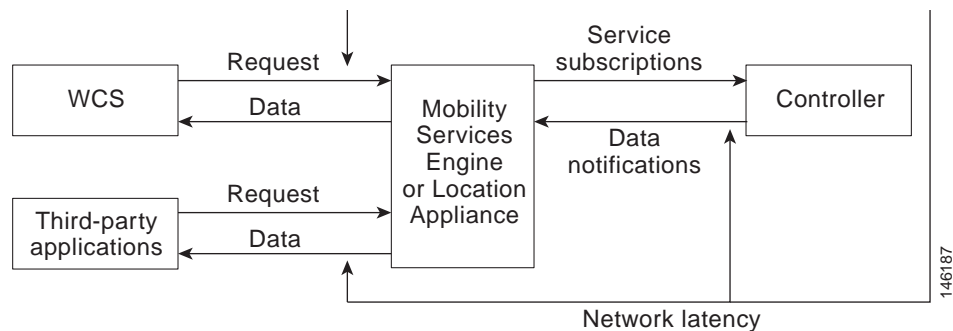 Request
WCS
Data
Mobility
Services
Engine
or Location
Appliance
Service
subscriptions
Controller
Data
notifications
Request
Third-party
applications
Data
146187
Network latency